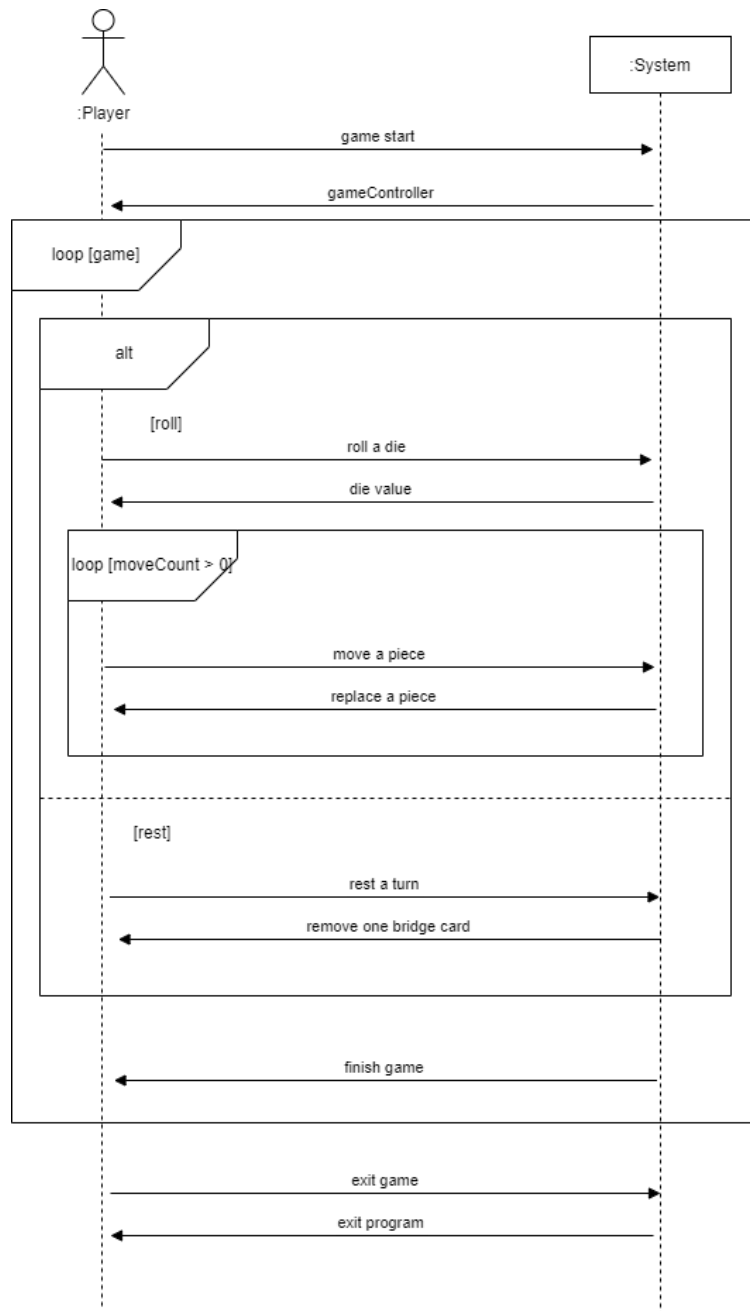 :System
:Player
game start
gameController
loop [game]
alt
[roll]
roll a die
die value
loop [moveCount > 0]
move a piece
replace a piece
[rest]
rest a turn
remove one bridge card
finish game
exit game
exit program